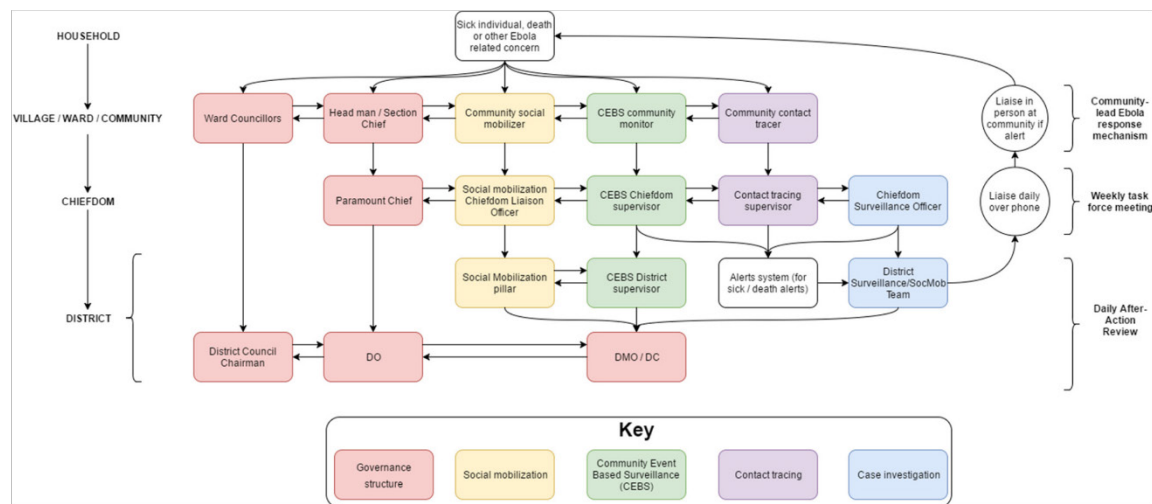 HOUSEHOLD
Sick individual, death
or other Ebola
related concern
VILLAGE / WARD / COMMUNITY
Ward Councillors
Head man / Section
Chief
Community social
mobilizer
CEBS community
monitor
Community contact
tracer
Liaise in
person at
community if
alert
Community-
lead Ebola
response
mechanism
CHIEFDOM
Paramount Chief
Social mobilization
Chiefdom Liaison
Officer
CEBS Chiefdom
supervisor
Contact tracing
supervisor
Chiefdom
Surveillance Officer
Liaise daily
over phone
Weekly task
force meeting
DISTRICT
Social Mobilization
pillar
CEBS District
supervisor
Alerts system (for
sick / death alerts)
District
Surveillance/SocMob
Team
Daily After-
Action
Review
District Council
Chairman
DO
DMO / DC
Key
Governance
structure
Social mobilization
Community Event
Based Surveillance
(CEBS)
Contact tracing
Case investigation